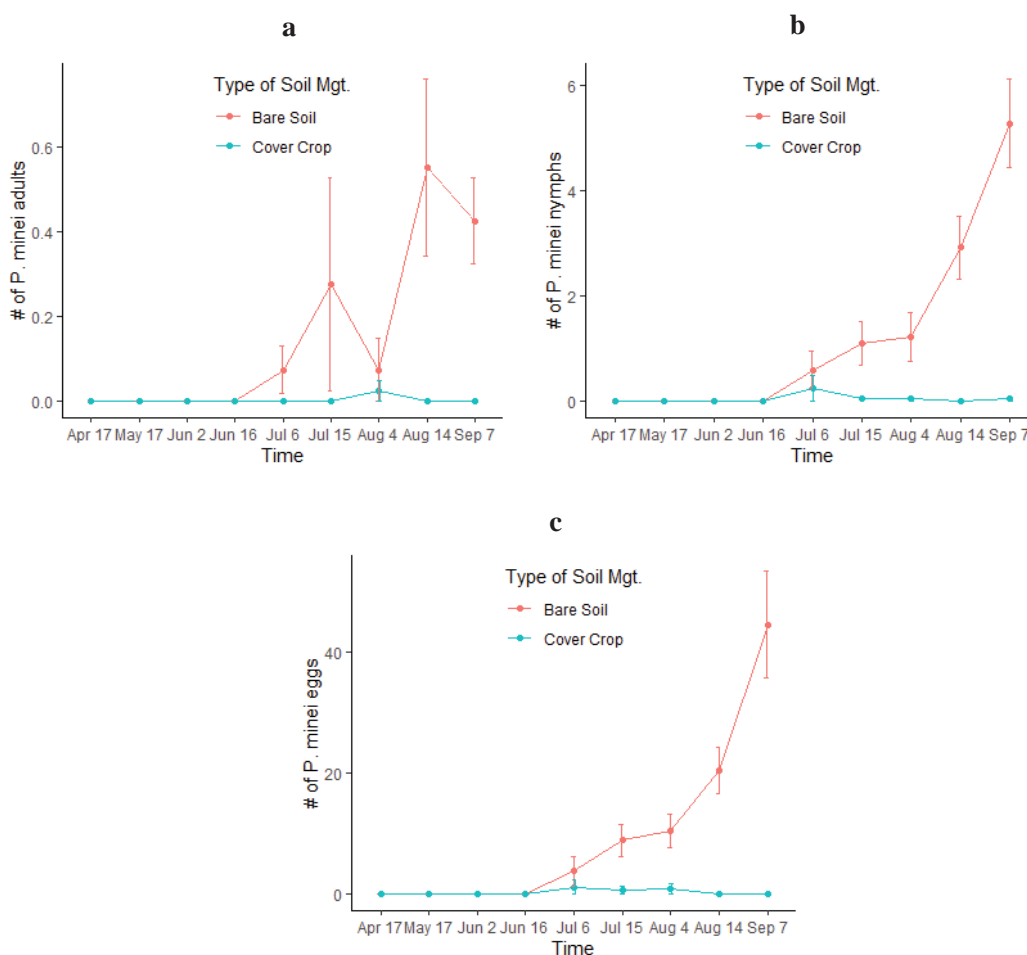 a
Type of Soil Mgt.
Bare Soil
Cover Crop
# of P. minei adults
0.6
0.4
0.2
0.0
Apr 17 May 17 Jun 2 Jun 16 Jul 6 Jul 15 Aug 4 Aug 14 Sep 7
Time
b
Type of Soil Mgt.
Bare Soil
Cover Crop
# of P. minei nymphs
6
4
2
0
Apr 17 May 17 Jun 2 Jun 16 Jul 6 Jul 15 Aug 4 Aug 14 Sep 7
Time
c
Type of Soil Mgt.
Bare Soil
Cover Crop
# of P. minei eggs
40
20
0
Apr 17 May 17 Jun 2 Jun 16 Jul 6 Jul 15 Aug 4 Aug 14 Sep 7
Time